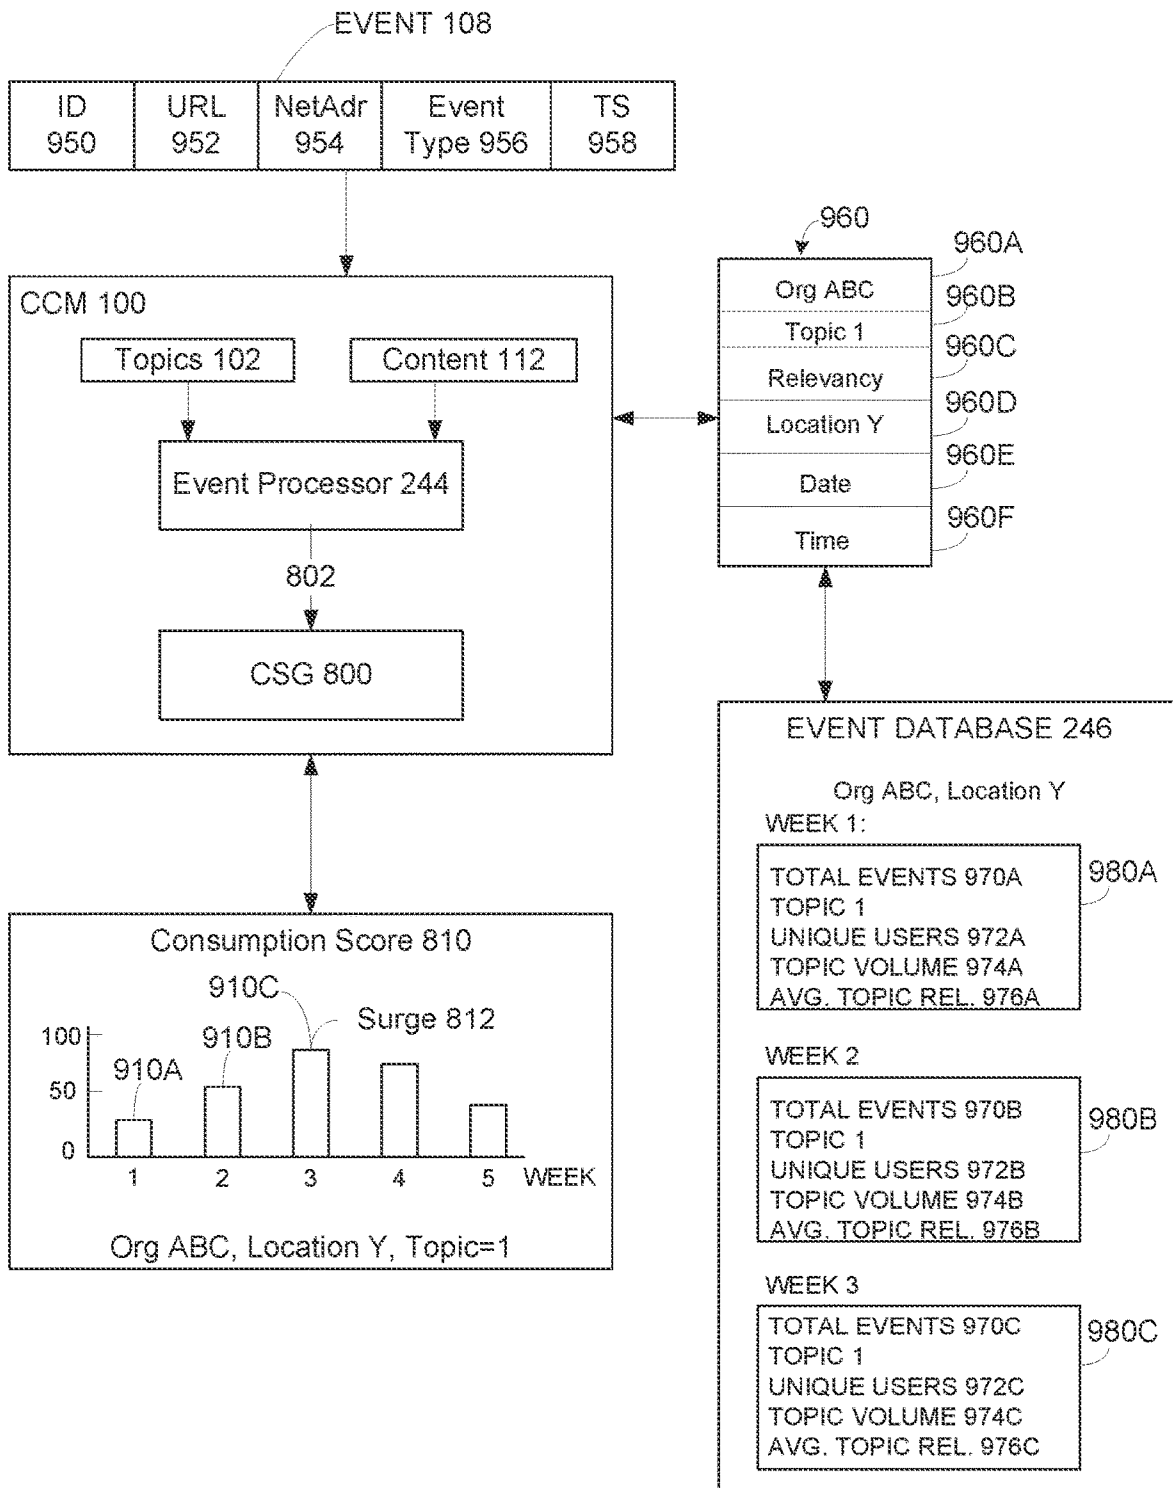 EVENT 108
ID
950
URL
952
NetAdr
954
Event
Type 956
TS
958
CCM 100
Topics 102
Content 112
Event Processor 244
802
CSG 800
960
Org ABC
960A
Topic 1
960B
Relevancy
960C
Location Y
960D
Date
960E
Time
960F
Consumption Score 810
910C
Surge 812
910B
910A
100
50
0
1 2 3 4 5 WEEK
Org ABC, Location Y, Topic=1
EVENT DATABASE 246
Org ABC, Location Y
WEEK 1:
980A
TOTAL EVENTS 970A
TOPIC 1
UNIQUE USERS 972A
TOPIC VOLUME 974A
AVG. TOPIC REL. 976A
WEEK 2
980B
TOTAL EVENTS 970B
TOPIC 1
UNIQUE USERS 972B
TOPIC VOLUME 974B
AVG. TOPIC REL. 976B
WEEK 3
980C
TOTAL EVENTS 970C
TOPIC 1
UNIQUE USERS 972C
TOPIC VOLUME 974C
AVG. TOPIC REL. 976C